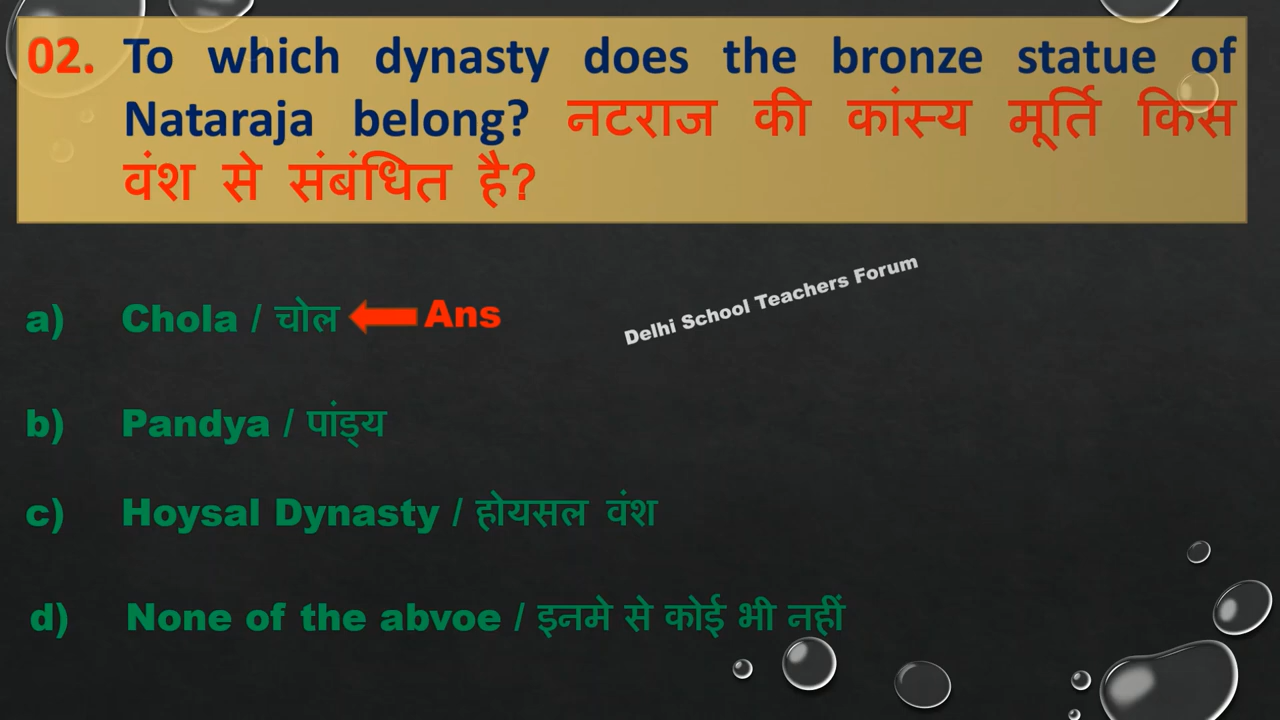 02. To which dynasty does the bronze statue of
Nataraja belong? नटराज की कांस्य मूर्ति किस
वंश से संबंधित है?
Delhi School Teachers Forum
a) Chola / चोल Ans
b) Pandya / पांड्य
c) Hoysal Dynasty / होयसल वंश
d) None of the abvoe / इनमे से कोई भी नहीं